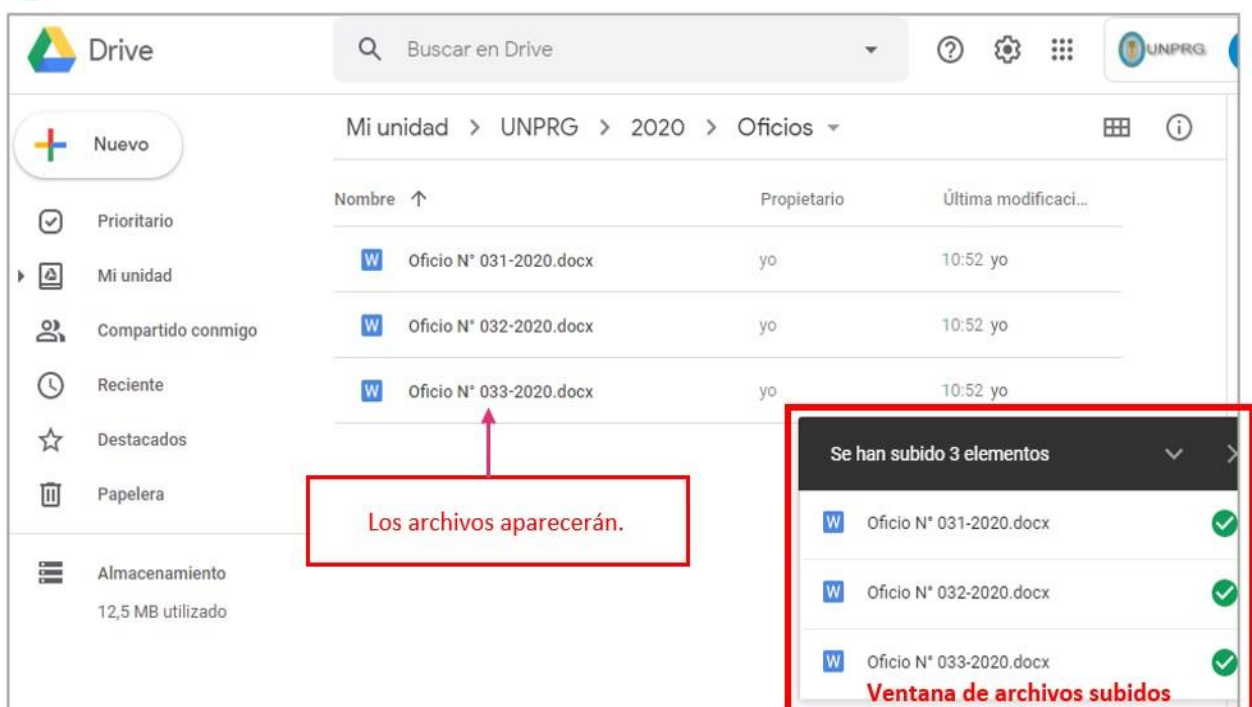 Drive
Buscar en Drive
UNPRG
Nuevo
Mi unidad > UNPRG > 2020 > Oficios
Nombre Propietario Última modificaci...
Prioritario
Mi unidad
Compartido conmigo
Reciente
Destacados
Papelera
Almacenamiento
12,5 MB utilizado
W Oficio N° 031-2020.docx yo 10:52 yo
W Oficio N° 032-2020.docx yo 10:52 yo
W Oficio N° 033-2020.docx yo 10:52 yo
Los archivos aparecerán.
Se han subido 3 elementos
W Oficio N° 031-2020.docx
W Oficio N° 032-2020.docx
W Oficio N° 033-2020.docx
Ventana de archivos subidos